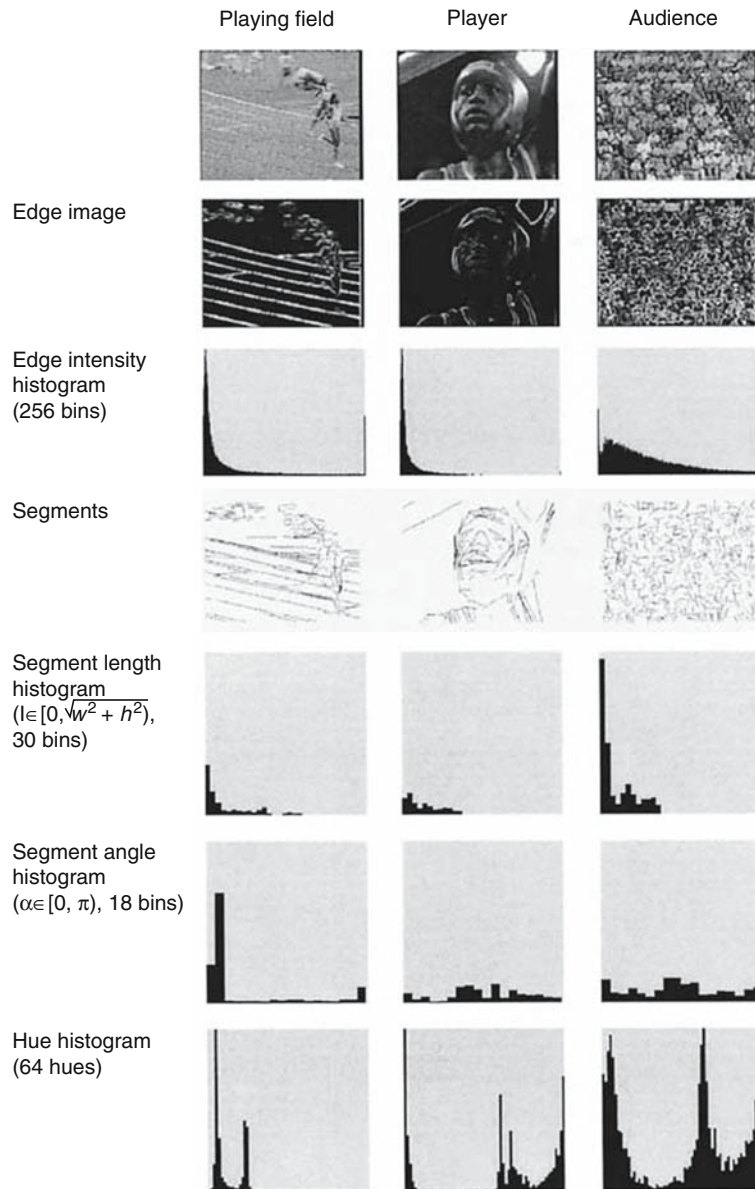 Playing field Player Audience
Edge image
Edge intensity
histogram
(256 bins)
Segments
Segment length
histogram
(l∈[0,√w² + h²),
30 bins)
Segment angle
histogram
(α∈[0, π), 18 bins)
Hue histogram
(64 hues)